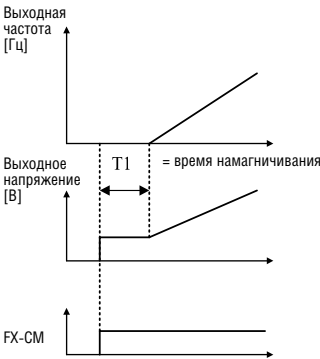 Выходная
частота
[Гц]
T1
= время намагничивания
Выходное
напряжение
[В]
FX-CM